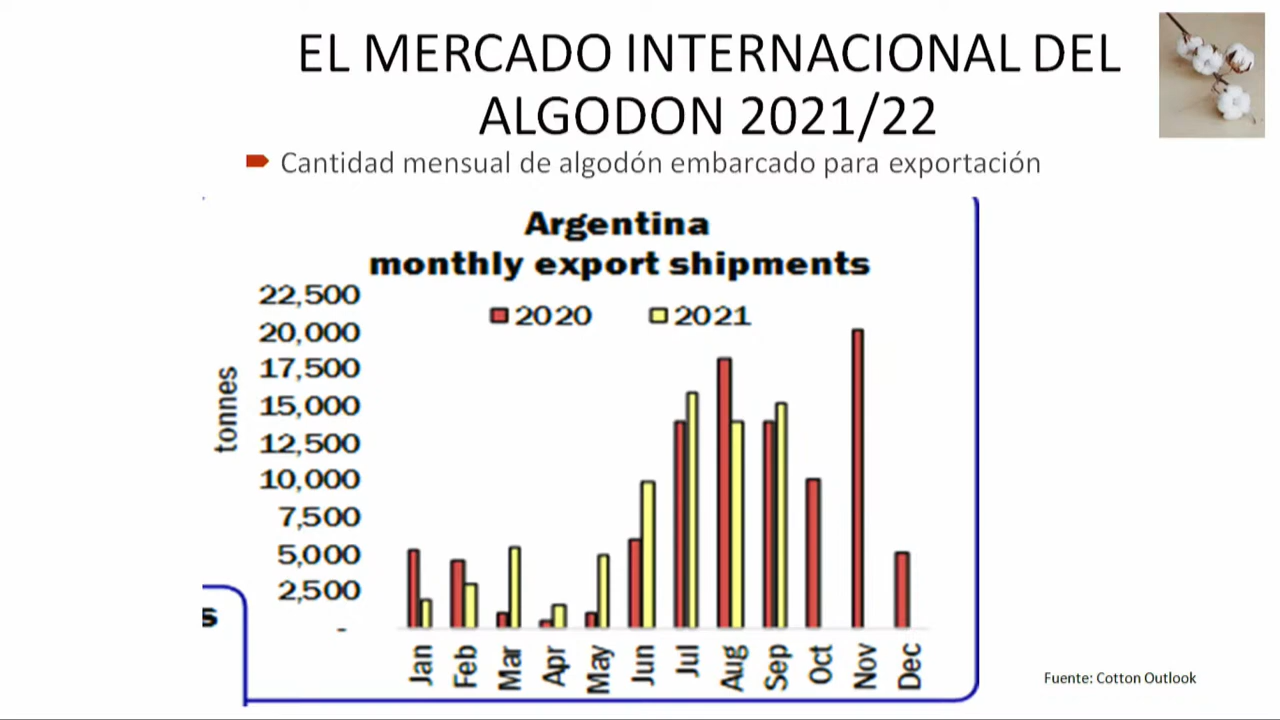 EL MERCADO INTERNACIONAL DEL
ALGODON 2021/22
Cantidad mensual de algodón embarcado para exportación
Argentina
monthly export shipments
2020 2021
tonnes
22,500
20,000
17,500
15,000
12,500
10,000
7,500
5,000
2,500
-
s
Jan Feb Mar Apr May Jun Jul Aug Sep Oct Nov Dec
Fuente: Cotton Outlook